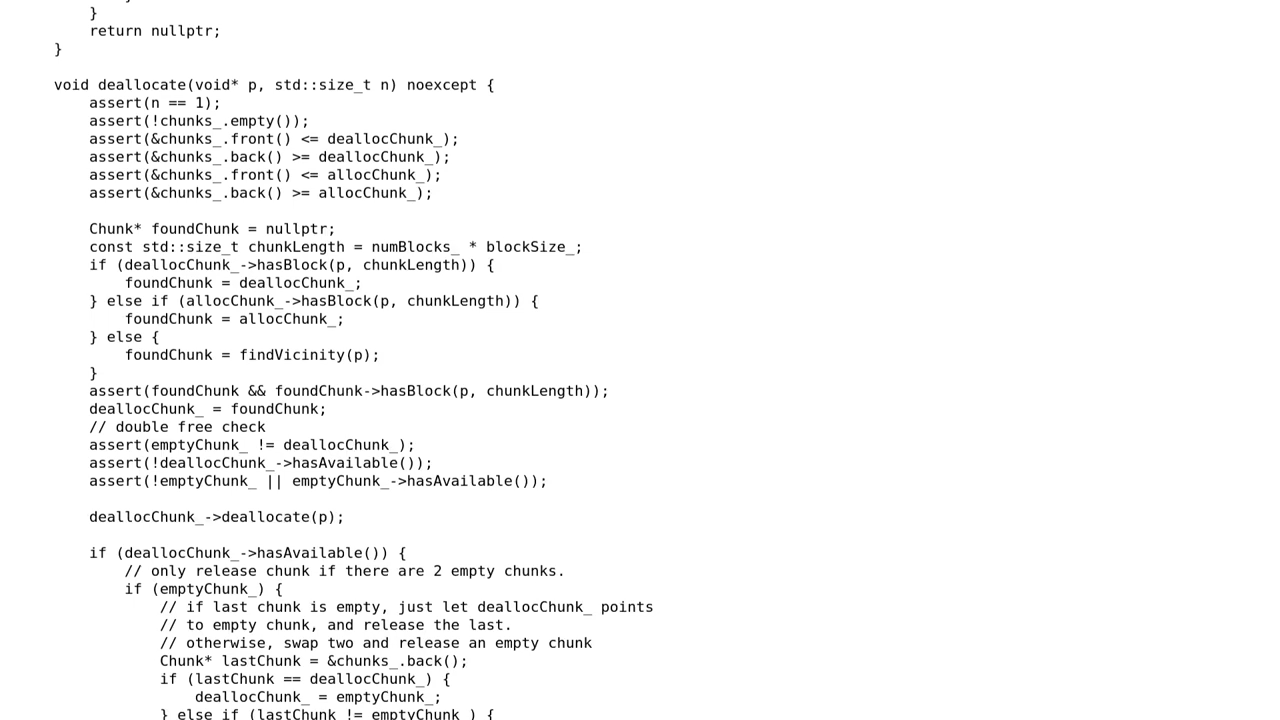 }
return nullptr;
}
void deallocate(void* p, std::size_t n) noexcept {
assert(n == 1);
assert(!chunks_.empty());
assert(&chunks_.front() <= deallocChunk_);
assert(&chunks_.back() >= deallocChunk_);
assert(&chunks_.front() <= allocChunk_);
assert(&chunks_.back() >= allocChunk_);
Chunk* foundChunk = nullptr;
const std::size_t chunkLength = numBlocks_ * blockSize_;
if (deallocChunk_->hasBlock(p, chunkLength)) {
foundChunk = deallocChunk_;
} else if (allocChunk_->hasBlock(p, chunkLength)) {
foundChunk = allocChunk_;
} else {
foundChunk = findVicinity(p);
}
assert(foundChunk && foundChunk->hasBlock(p, chunkLength));
deallocChunk_ = foundChunk;
// double free check
assert(emptyChunk_ != deallocChunk_);
assert(!deallocChunk_->hasAvailable());
assert(!emptyChunk_ || emptyChunk_->hasAvailable());
deallocChunk_->deallocate(p);
if (deallocChunk_->hasAvailable()) {
// only release chunk if there are 2 empty chunks.
if (emptyChunk_) {
// if last chunk is empty, just let deallocChunk_ points
// to empty chunk, and release the last.
// otherwise, swap two and release an empty chunk
Chunk* lastChunk = &chunks_.back();
if (lastChunk == deallocChunk_) {
deallocChunk_ = emptyChunk_;
} else if (lastChunk != emptyChunk_) {